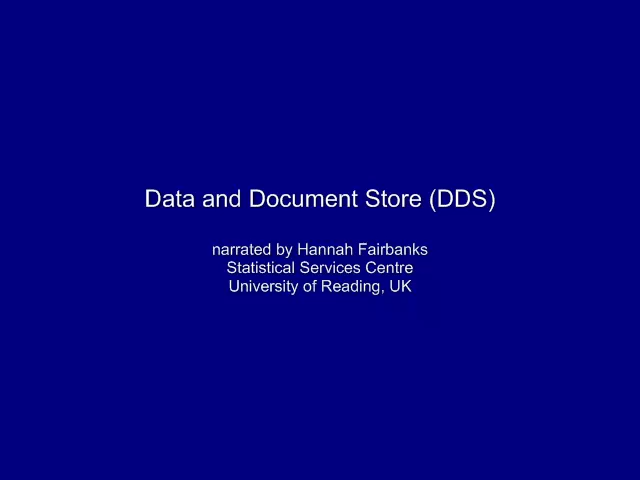 Data and Document Store (DDS)
narrated by Hannah Fairbanks
Statistical Services Centre
University of Reading, UK